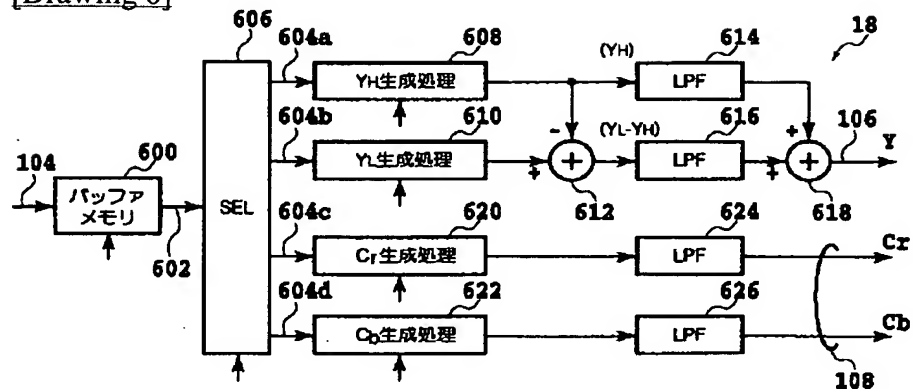 [Drawing 6]
606
604a
608
(YH)
614
18
YH生成処理
LPF
604b
610
-
(YL-YH)
616
+
106
Y
104
600
YL生成処理
+
+
LPF
+
+
バッファ
メモリ
SEL
612
618
602
604c
620
624
Cr
Cr生成処理
LPF
604d
622
626
Cb
Cb生成処理
LPF
108